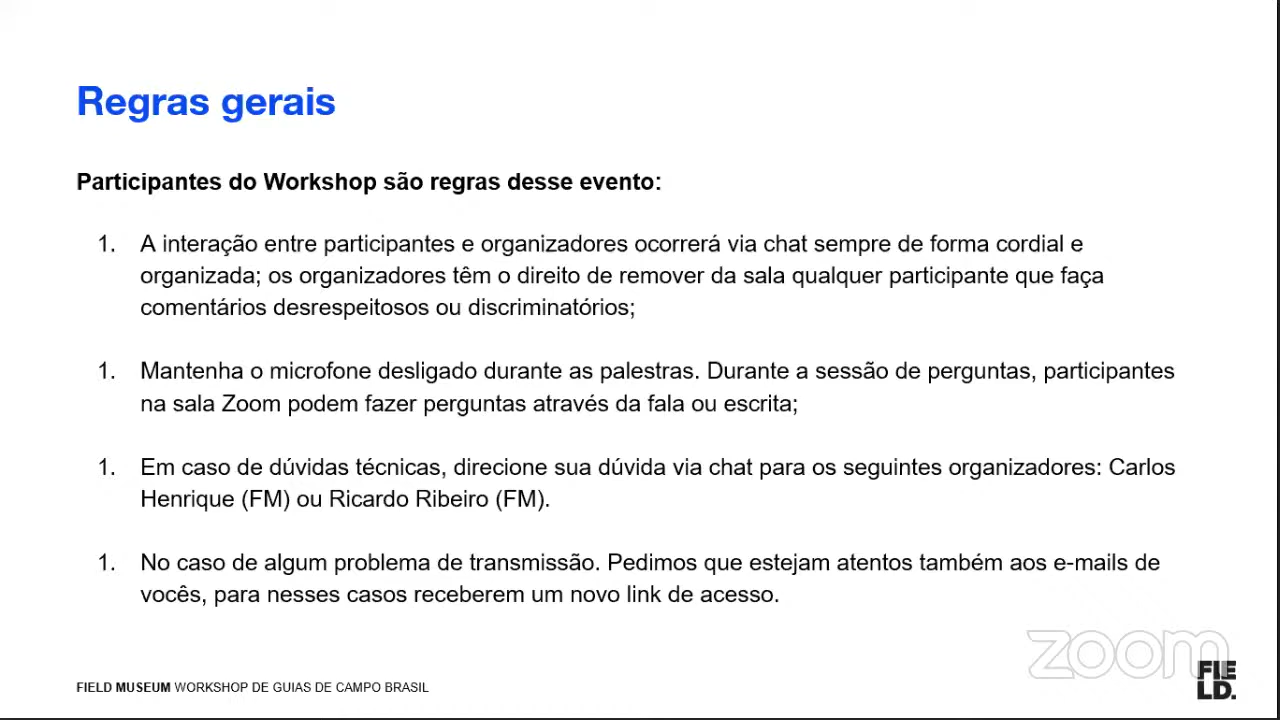 Regras gerais
Participantes do Workshop são regras desse evento:
1. A interação entre participantes e organizadores ocorrerá via chat sempre de forma cordial e
organizada; os organizadores têm o direito de remover da sala qualquer participante que faça
comentários desrespeitosos ou discriminatórios;
1. Mantenha o microfone desligado durante as palestras. Durante a sessão de perguntas, participantes
na sala Zoom podem fazer perguntas através da fala ou escrita;
1. Em caso de dúvidas técnicas, direcione sua dúvida via chat para os seguintes organizadores: Carlos
Henrique (FM) ou Ricardo Ribeiro (FM).
1. No caso de algum problema de transmissão. Pedimos que estejam atentos também aos e-mails de
vocês, para nesses casos receberem um novo link de acesso.
zoom
FIELD MUSEUM WORKSHOP DE GUIAS DE CAMPO BRASIL
FIE
LD.